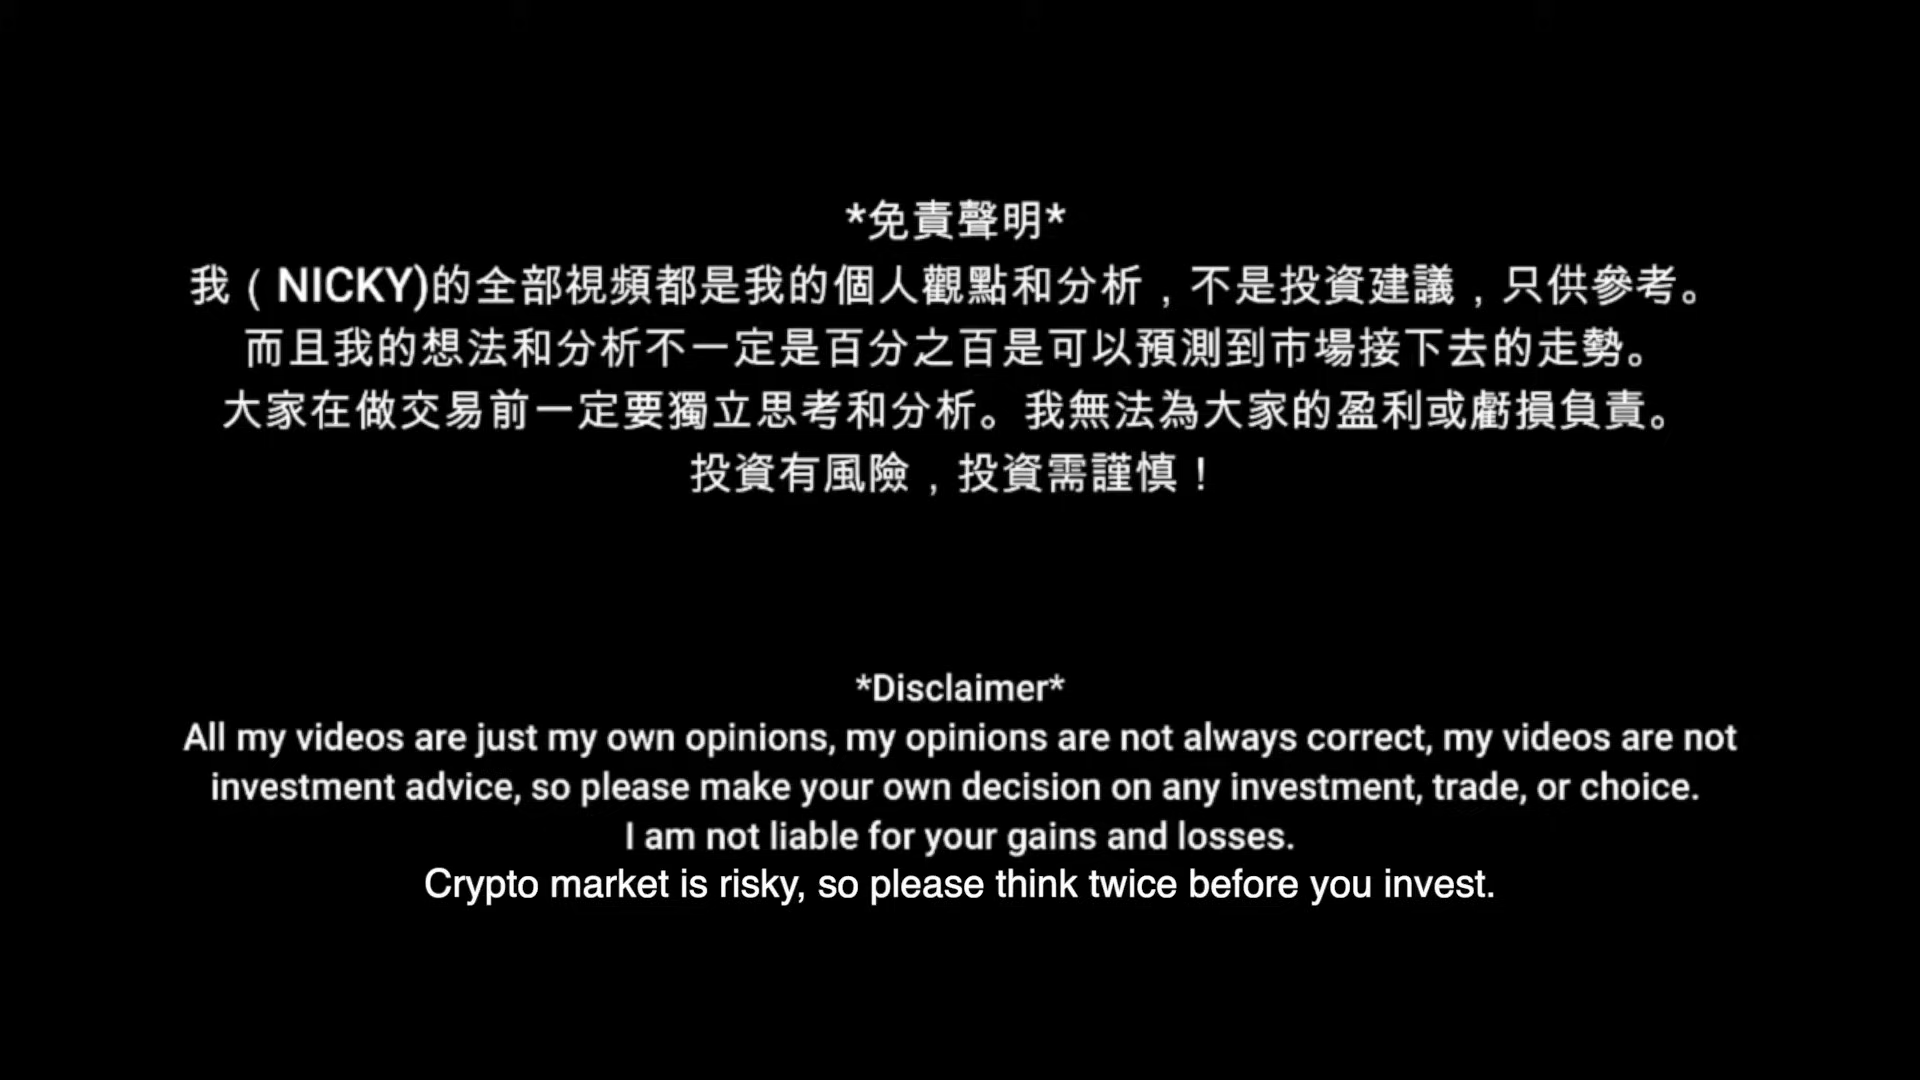 *免責聲明*
我（NICKY)的全部視頻都是我的個人觀點和分析，不是投資建議，只供參考。
而且我的想法和分析不一定是百分之百是可以預測到市場接下去的走勢。
大家在做交易前一定要獨立思考和分析。我無法為大家的盈利或虧損負責。
投資有風險，投資需謹慎！
*Disclaimer*
All my videos are just my own opinions, my opinions are not always correct, my videos are not
investment advice, so please make your own decision on any investment, trade, or choice.
I am not liable for your gains and losses.
Crypto market is risky, so please think twice before you invest.